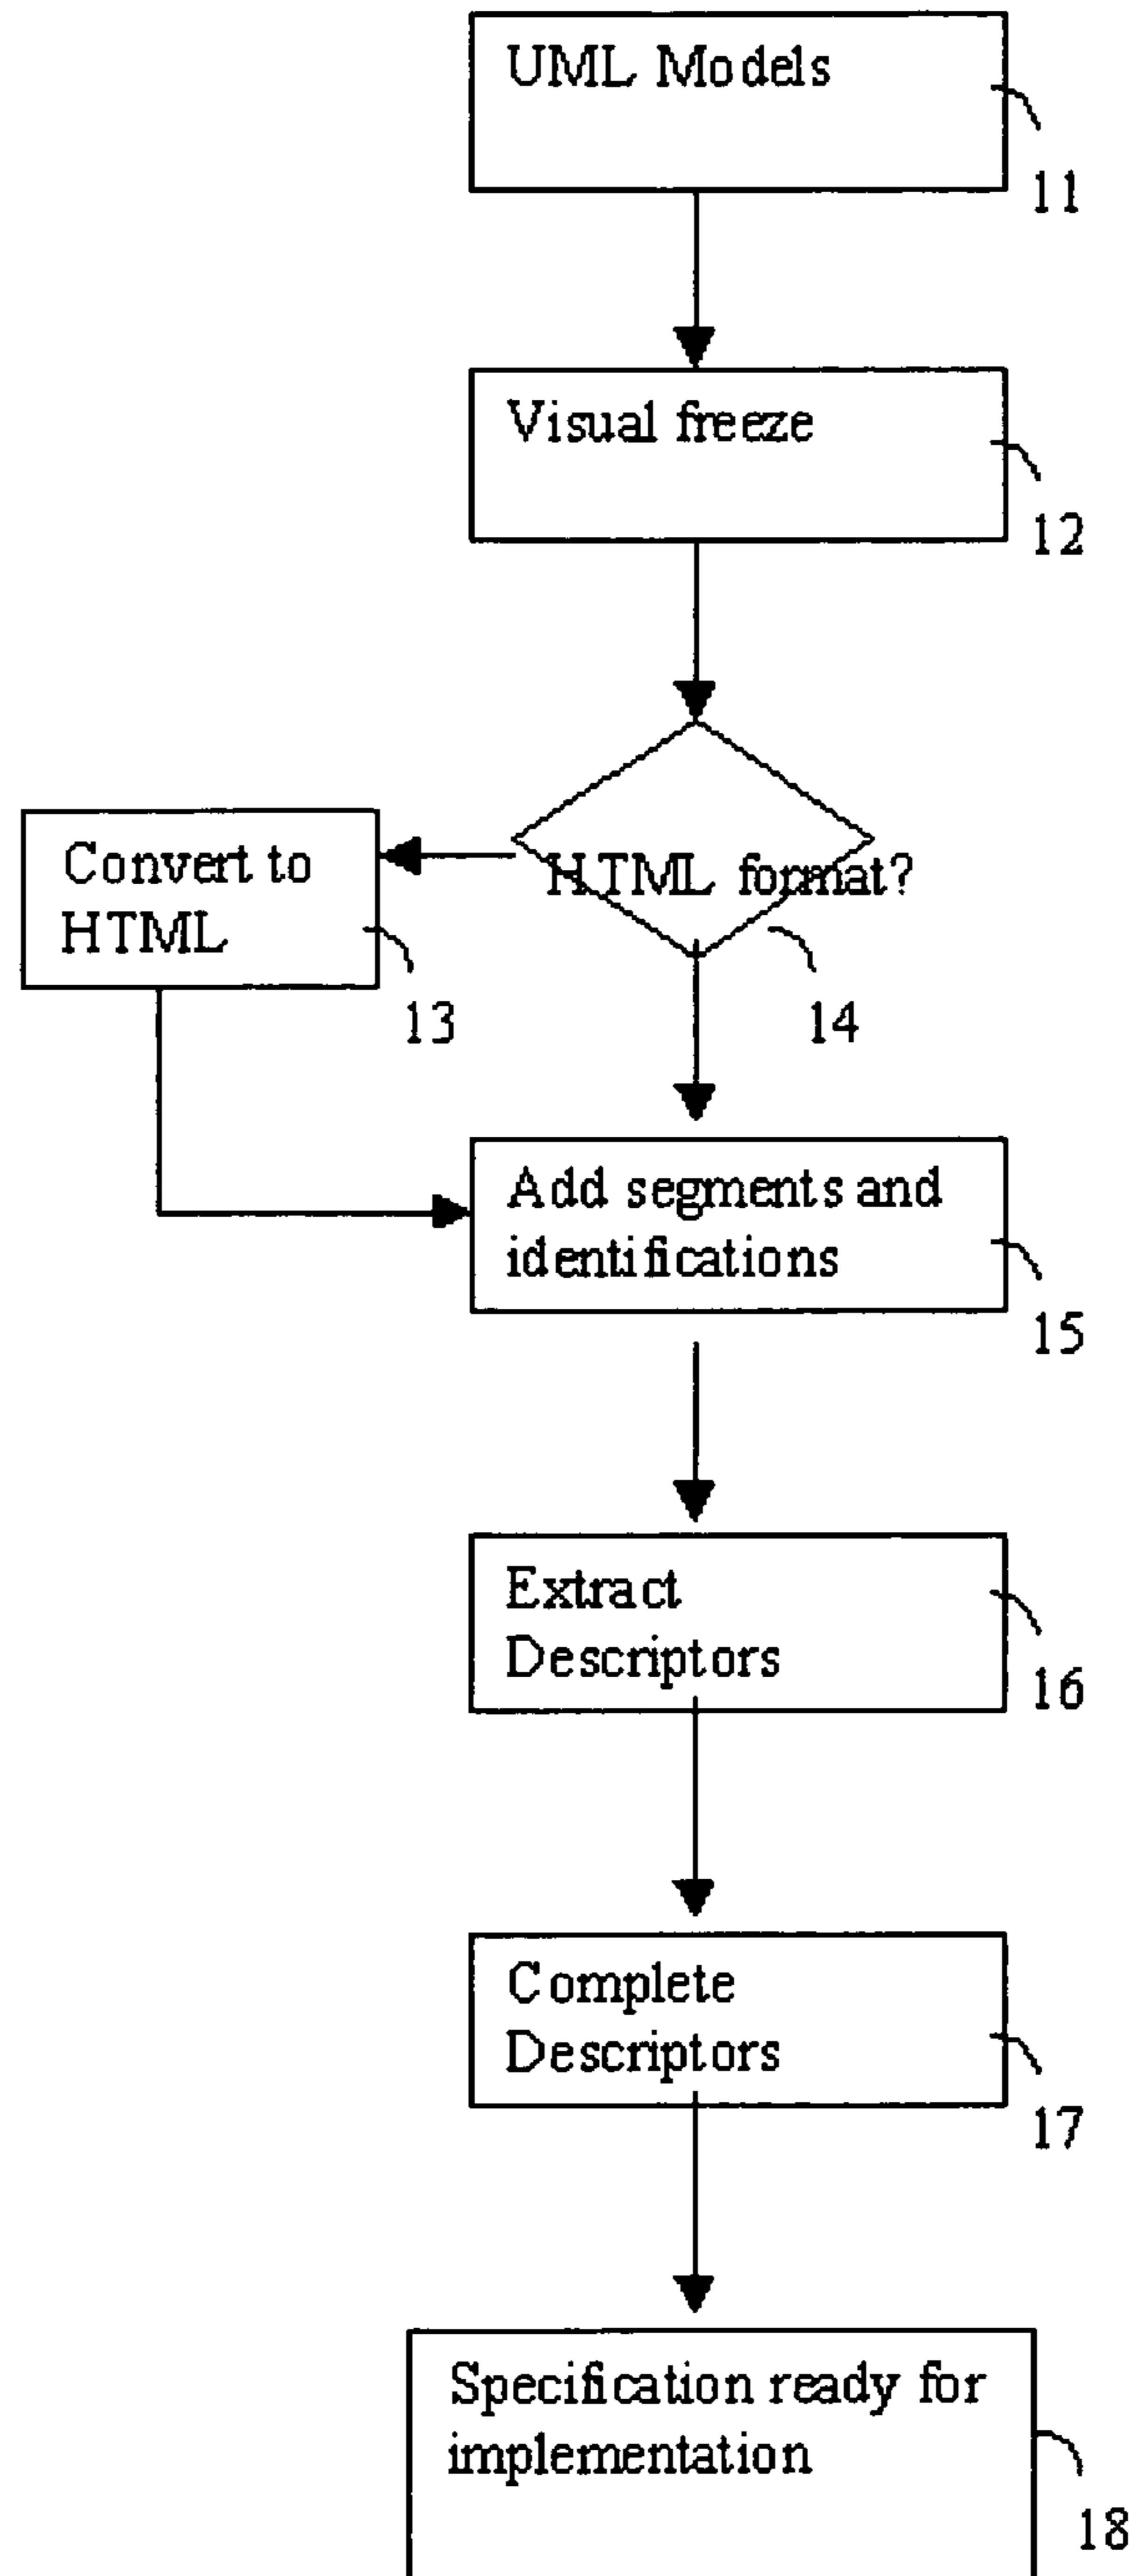 UML Models
11
Visual freeze
12
HTML format?
14
Convert to
HTML
13
Add segments and
identifications
15
Extract
Descriptors
16
Complete
Descriptors
17
Specification ready for
implementation
18